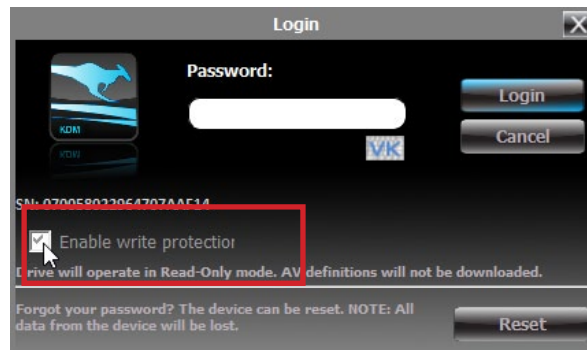 Login
X
Password:
Login
KDM
VK
Cancel
Enable write protection
Drive will operate in Read-Only mode. AV definitions will not be downloaded.
Forgot your password? The device can be reset. NOTE: All
data from the device will be lost.
Reset